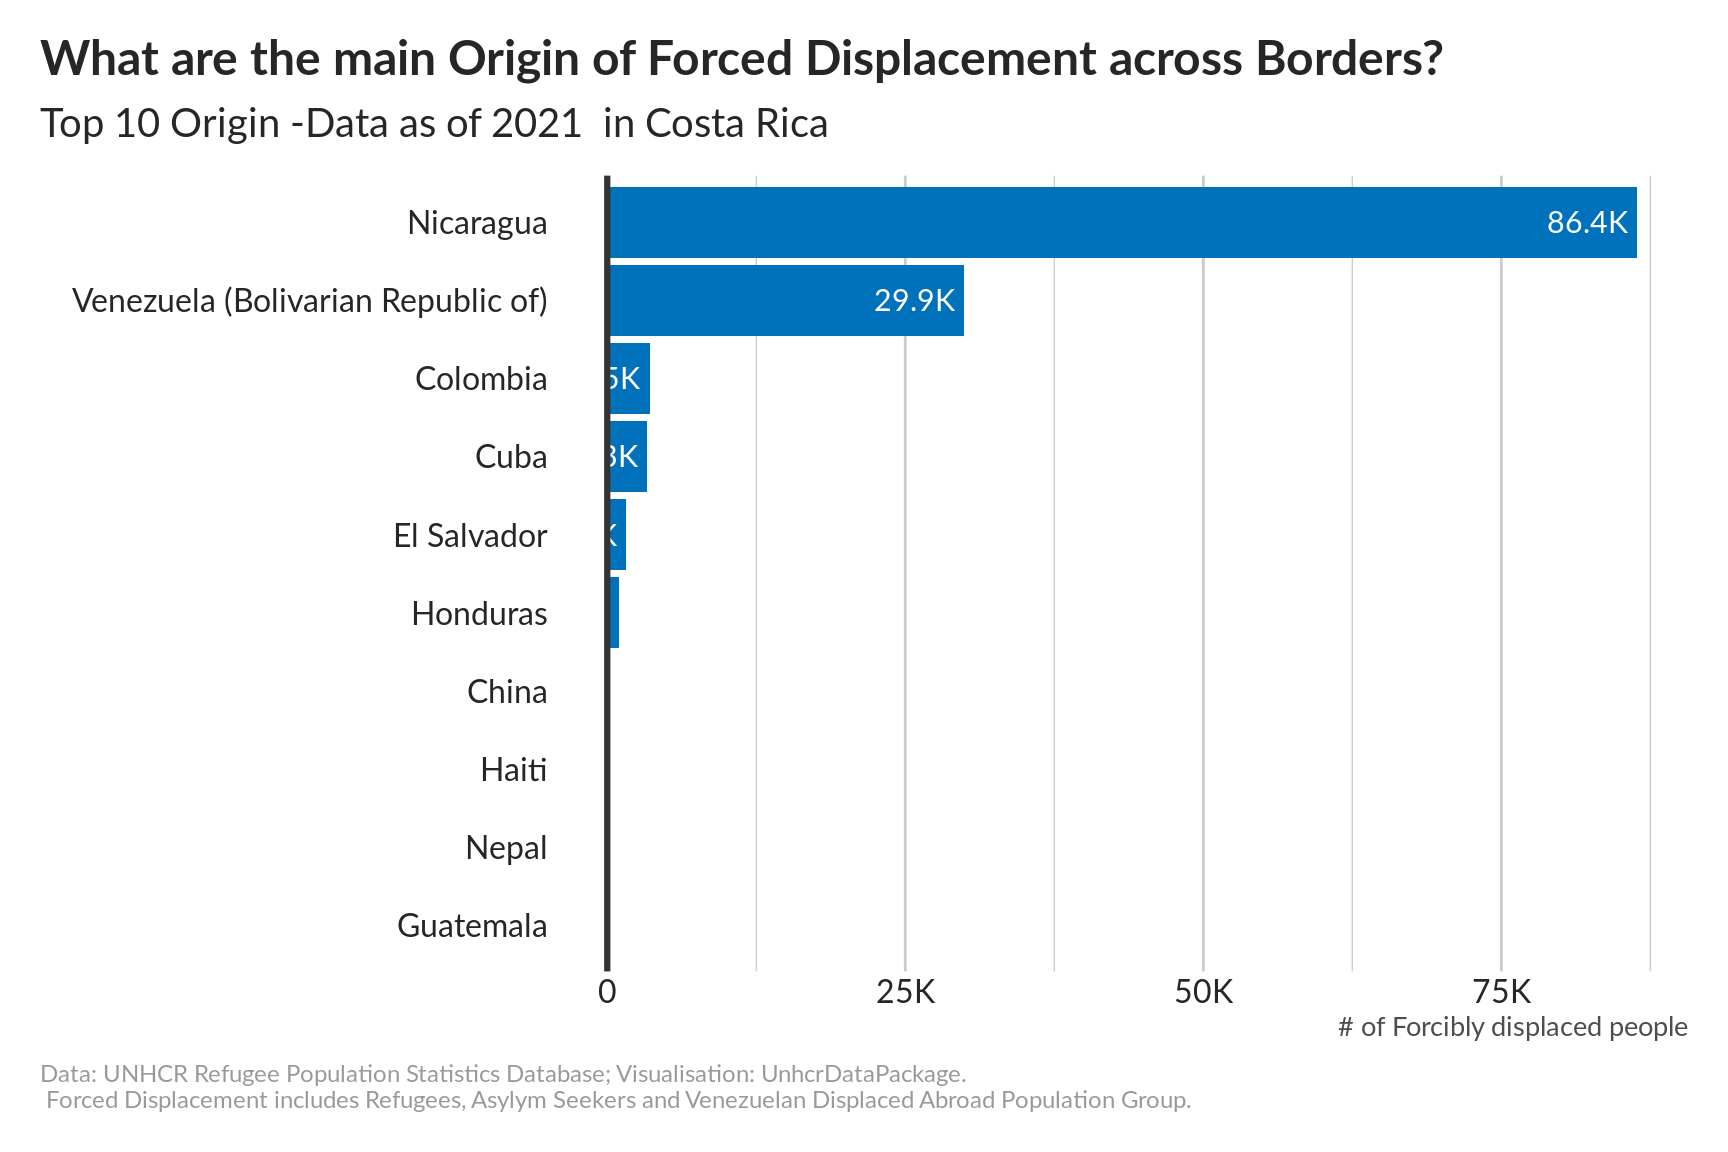 What are the main Origin of Forced Displacement across Borders?
Top 10 Origin -Data as of 2021  in Costa Rica
Nicaragua
86.4K
Venezuela (Bolivarian Republic of)
29.9K
Colombia
5K
Cuba
3K
El Salvador
K
Honduras
China
Haiti
Nepal
Guatemala
0 25K 50K 75K
# of Forcibly displaced people
Data: UNHCR Refugee Population Statistics Database; Visualisation: UnhcrDataPackage.
Forced Displacement includes Refugees, Asylym Seekers and Venezuelan Displaced Abroad Population Group.